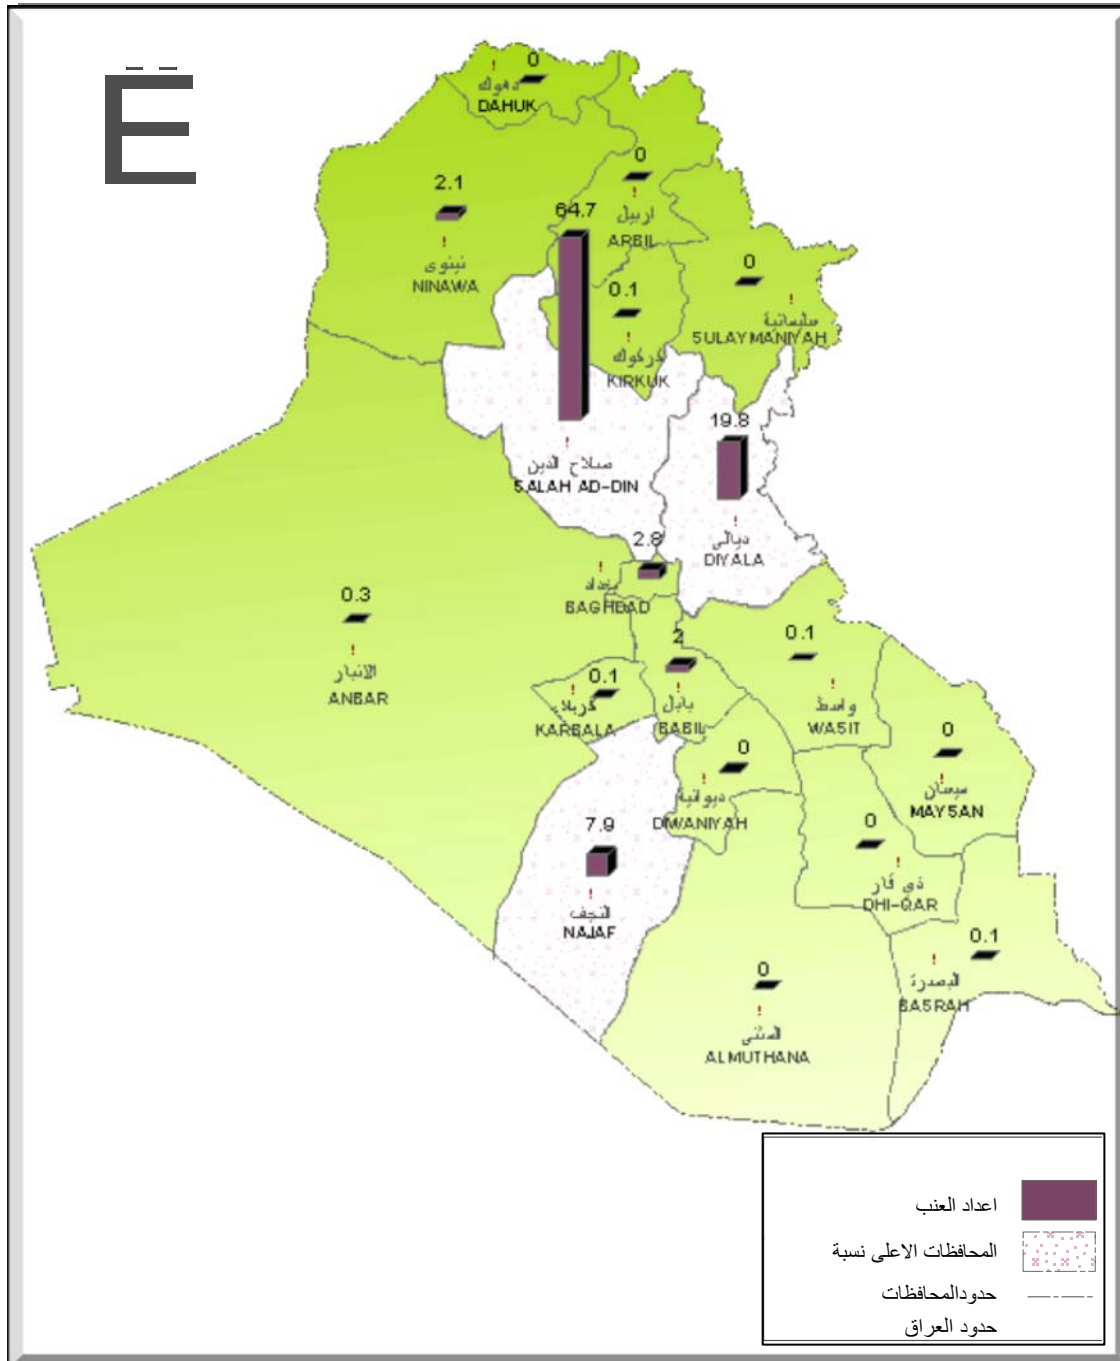 Ë
0
دهوك
DAHUK
0
اربيل
ARBIL
2.1
نينوى
NINAWA
64.7
صلاح الدين
SALAH AD-DIN
0.1
كركوك
KIRKUK
0
سليمانية
SULAYMANIYAH
19.8
ديالى
DIYALA
2.8
بغداد
BAGHDAD
0.3
الانبار
ANBAR
0.1
كربلاء
KARBALA
2
بابل
BABIL
0.1
واسط
WASIT
0
ديوانية
DIWANIYAH
0
ميسان
MAYSAN
7.9
النجف
NAJAF
0
ذي قار
DHI-QAR
0.1
البصرة
BASRAH
0
المثنى
ALMUTHANA
اعداد العنب
المحافظات الاعلى نسبة
حدودالمحافظات
حدود العراق